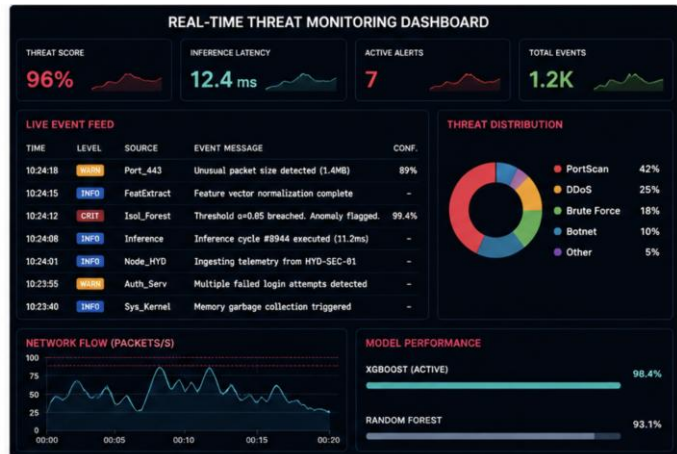 REAL-TIME THREAT MONITORING DASHBOARD
THREAT SCORE
96%
INFERENCE LATENCY
12.4 ms
ACTIVE ALERTS
7
TOTAL EVENTS
1.2K
LIVE EVENT FEED
TIME LEVEL SOURCE EVENT MESSAGE CONF.
10:24:18 WARN Port_443 Unusual packet size detected (1.4MB) 89%
10:24:15 INFO FeatExtract Feature vector normalization complete –
10:24:12 CRIT Isol_Forest Threshold α=0.05 breached. Anomaly flagged. 99.4%
10:24:08 INFO Inference Inference cycle #8944 executed (11.2ms) –
10:24:01 INFO Node_HYD Ingesting telemetry from HYD-SEC-01 –
10:23:55 WARN Auth_Serv Multiple failed login attempts detected –
10:23:40 INFO Sys_Kernel Memory garbage collection triggered –
THREAT DISTRIBUTION
PortScan 42%
DDoS 25%
Brute Force 18%
Botnet 10%
Other 5%
NETWORK FLOW (PACKETS/S)
100
75
50
25
0
00:00 00:05 00:10 00:15 00:20
MODEL PERFORMANCE
XGBOOST (ACTIVE) 98.4%
RANDOM FOREST 93.1%